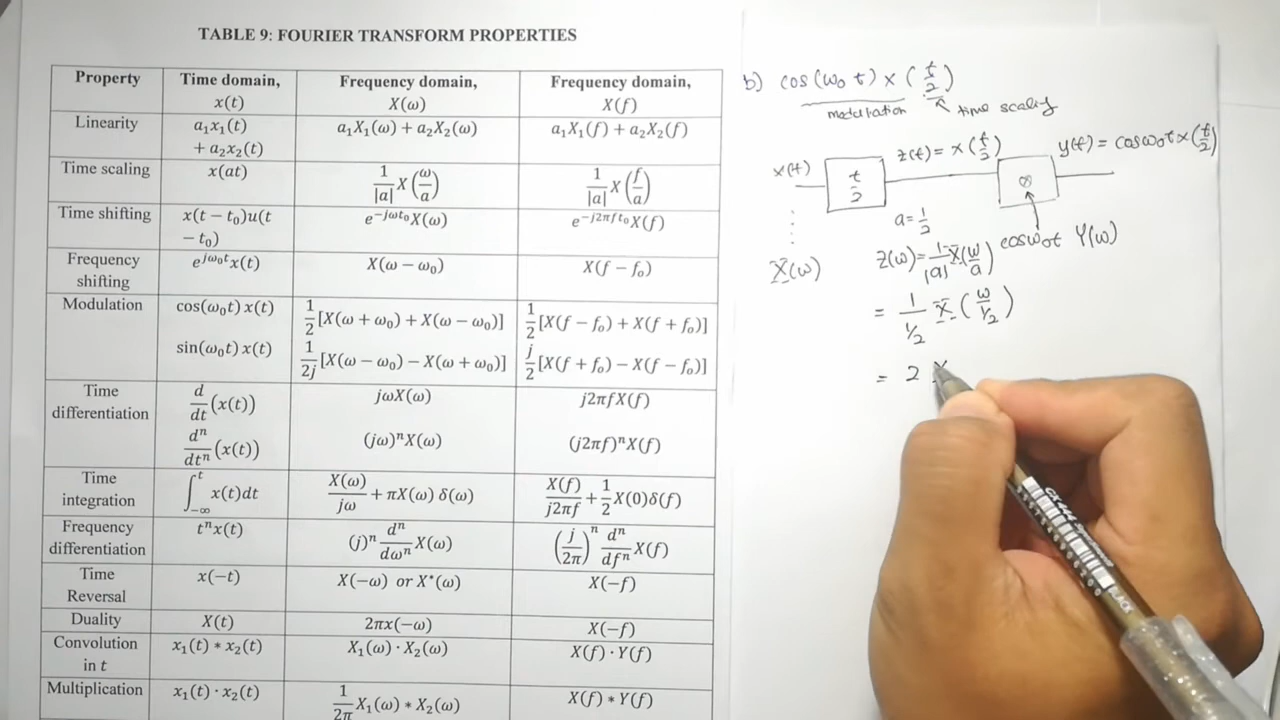 TABLE 9: FOURIER TRANSFORM PROPERTIES
Property Time domain, x(t) Frequency domain, X(ω) Frequency domain, X(f)
Linearity a₁x₁(t) + a₂x₂(t) a₁X₁(ω) + a₂X₂(ω) a₁X₁(f) + a₂X₂(f)
Time scaling x(at) 1/|a| X(ω/a) 1/|a| X(f/a)
Time shifting x(t − t₀)u(t − t₀) e^(−jωt₀)X(ω) e^(−j2πft₀)X(f)
Frequency shifting e^(jω₀t)x(t) X(ω − ω₀) X(f − f₀)
Modulation cos(ω₀t) x(t) 1/2[X(ω + ω₀) + X(ω − ω₀)] 1/2[X(f − f₀) + X(f + f₀)]
sin(ω₀t) x(t) 1/2j[X(ω − ω₀) − X(ω + ω₀)] j/2[X(f + f₀) − X(f − f₀)]
Time differentiation d/dt(x(t)) jωX(ω) j2πfX(f)
dⁿ/dtⁿ(x(t)) (jω)ⁿX(ω) (j2πf)ⁿX(f)
Time integration ∫_(−∞)^t x(t)dt X(ω)/jω + πX(ω) δ(ω) X(f)/j2πf + 1/2 X(0)δ(f)
Frequency differentiation tⁿx(t) (j)ⁿ dⁿ/dωⁿ X(ω) (j/2π)ⁿ dⁿ/dfⁿ X(f)
Time Reversal x(−t) X(−ω) or X*(ω) X(−f)
Duality X(t) 2πx(−ω) X(−f)
Convolution in t x₁(t) ∗ x₂(t) X₁(ω) · X₂(ω) X(f) · Y(f)
Multiplication x₁(t) · x₂(t) 1/2π X₁(ω) ∗ X₂(ω) X(f) ∗ Y(f)
b) cos(ω₀ t) x (t/2)
modulation time scaling
x(t) t/2 z(t) = x(t/2) ⊗ y(t) = cosω₀t x(t/2)
a = 1/2 cosω₀t Y(ω)
X(ω) Z(ω) = 1/|a| X(ω/a)
= 1/(1/2) X (ω/(1/2))
= 2 X